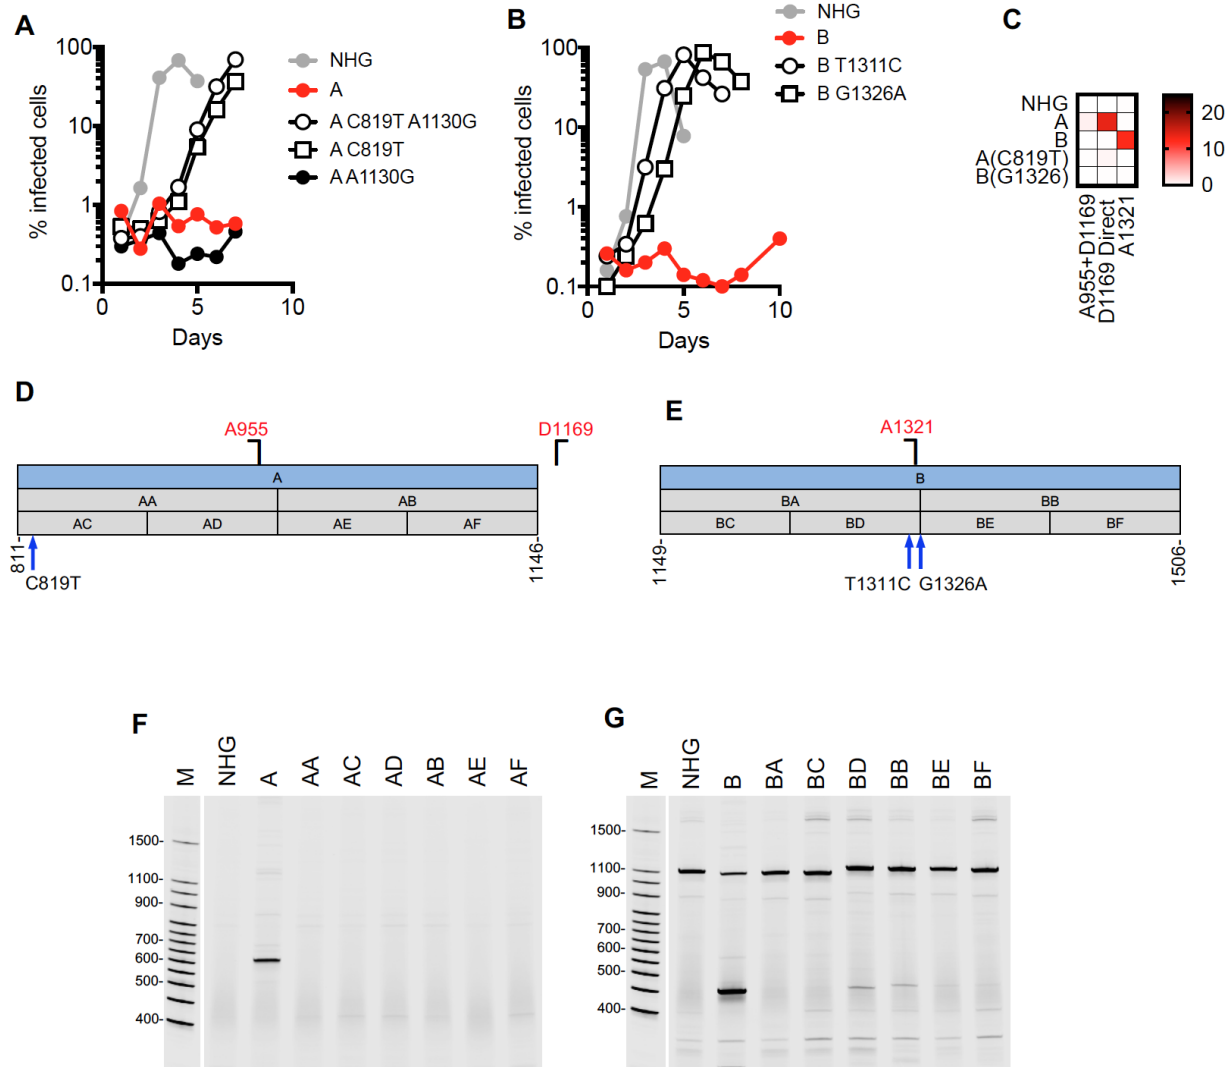 A
100
10
1
0.1
% infected cells
0
5
10
Days
NHG
A
A C819T A1130G
A C819T
A A1130G
B
100
10
1
0.1
% infected cells
0
5
10
Days
NHG
B
B T1311C
B G1326A
C
NHG
A
B
A(C819T)
B(G1326)
A955+D1169
D1169 Direct
A1321
20
10
0
D
A955
D1169
A
AA
AB
AC
AD
AE
AF
811-
1146-
C819T
E
A1321
B
BA
BB
BC
BD
BE
BF
1149-
1506-
T1311C G1326A
F
M
NHG
A
AA
AC
AD
AB
AE
AF
1500-
1100-
900-
700-
600-
500-
400-
G
M
NHG
B
BA
BC
BD
BB
BE
BF
1500-
1100-
900-
700-
600-
500-
400-